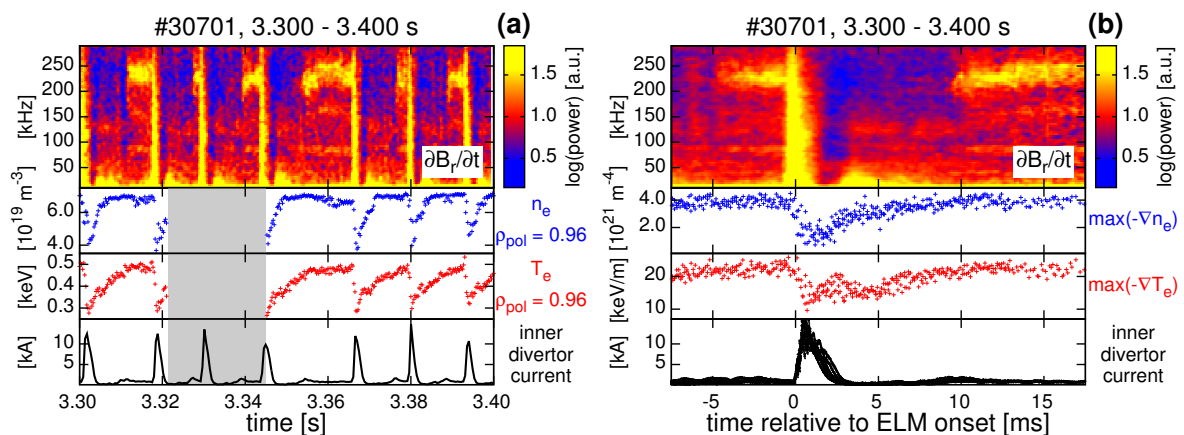 #30701, 3.300 - 3.400 s
(a)
250
200
150
100
50
[kHz]
∂Bᵣ/∂t
1.5
1.0
0.5
log(power) [a.u.]
6.0
4.0
[10¹⁹ m⁻³]
nₑ
ρpol = 0.96
0.5
0.4
0.3
[keV]
Tₑ
ρpol = 0.96
10
5
[kA]
inner
divertor
current
3.30 3.32 3.34 3.36 3.38 3.40
time [s]
#30701, 3.300 - 3.400 s
(b)
250
200
150
100
50
[kHz]
∂Bᵣ/∂t
1.5
1.0
0.5
log(power) [a.u.]
4.0
2.0
[10²¹ m⁻⁴]
max(-∇nₑ)
20
10
[keV/m]
max(-∇Tₑ)
10
5
[kA]
inner
divertor
current
-5 0 5 10 15
time relative to ELM onset [ms]